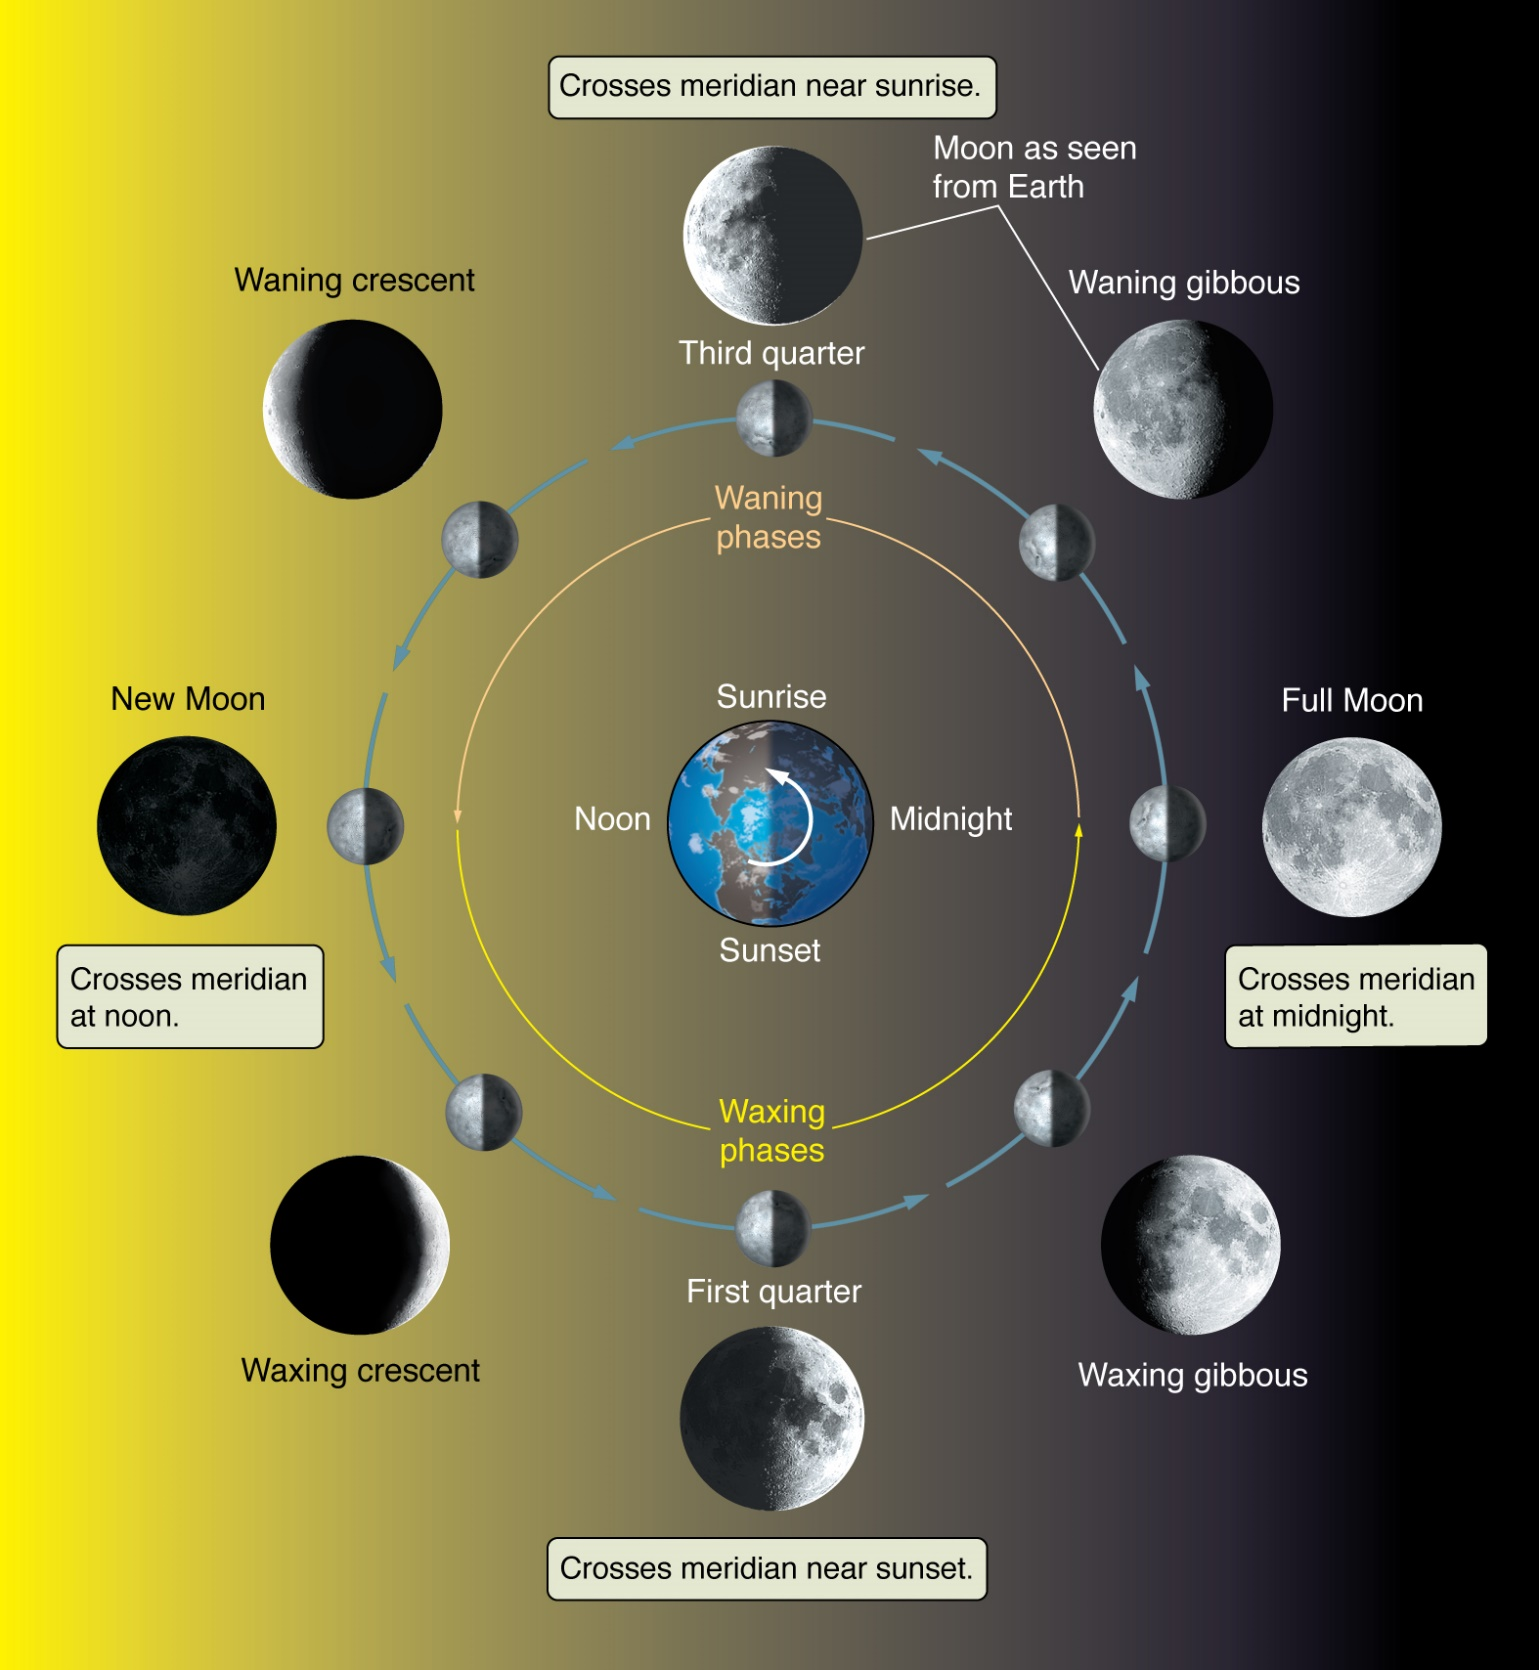 Crosses meridian near sunrise.
Moon as seen
from Earth
Waning crescent
Waning gibbous
Third quarter
Waning
phases
New Moon
Sunrise
Full Moon
Noon
Midnight
Sunset
Crosses meridian
at noon.
Crosses meridian
at midnight.
Waxing
phases
First quarter
Waxing crescent
Waxing gibbous
Crosses meridian near sunset.